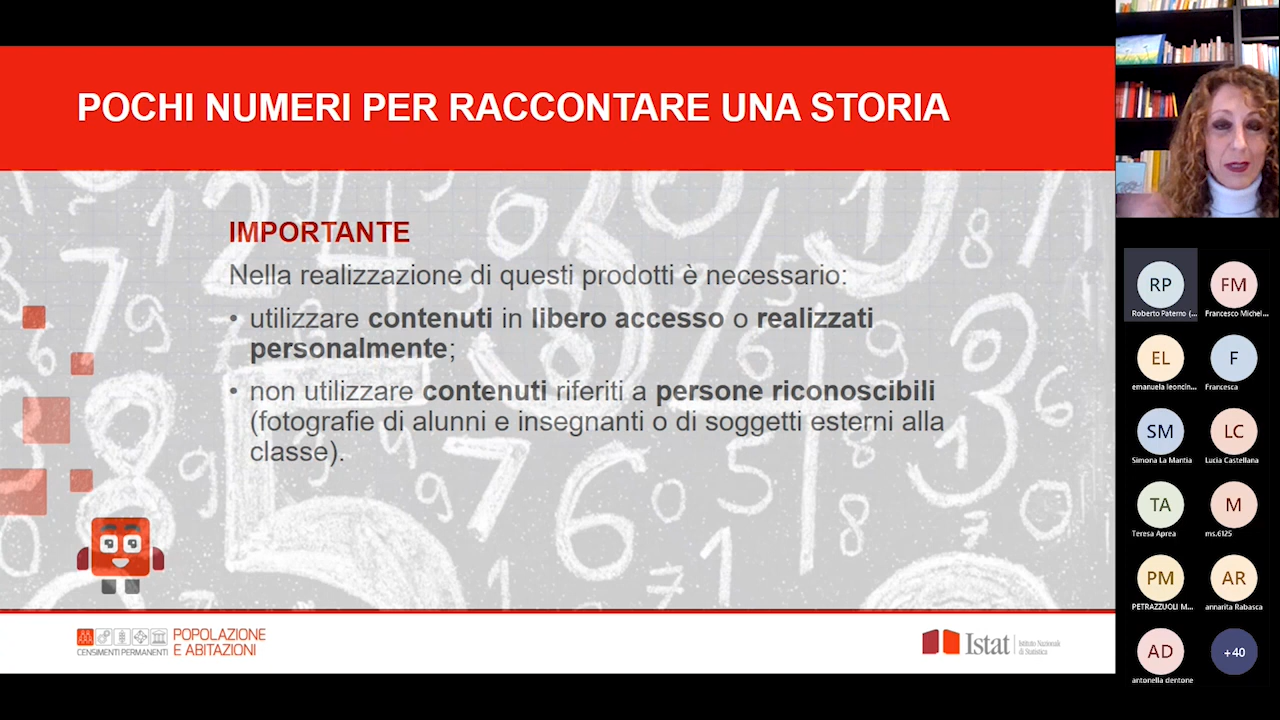 POCHI NUMERI PER RACCONTARE UNA STORIA
IMPORTANTE
Nella realizzazione di questi prodotti è necessario:
• utilizzare contenuti in libero accesso o realizzati
personalmente;
• non utilizzare contenuti riferiti a persone riconoscibili
(fotografie di alunni e insegnanti o di soggetti esterni alla
classe).
CENSIMENTI PERMANENTI
POPOLAZIONE
E ABITAZIONI
Istat
Istituto Nazionale
di Statistica
RP
Roberto Paterno (...
FM
Francesco Michel...
EL
emanuela leoncin...
F
Francesca
SM
Simona La Mantia
LC
Lucia Castellana
TA
Teresa Aprea
M
ms.6125
PM
PETRAZZUOLI M...
AR
annarita Rabasca
AD
antonella dentone
+40